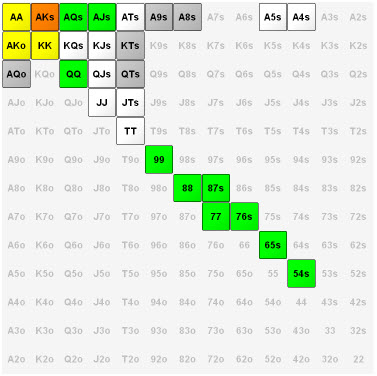 AA AKs AQs AJs ATs A9s A8s A7s A6s A5s A4s A3s A2s
AKo KK KQs KJs KTs K9s K8s K7s K6s K5s K4s K3s K2s
AQo KQo QQ QJs QTs Q9s Q8s Q7s Q6s Q5s Q4s Q3s Q2s
AJo KJo QJo JJ JTs J9s J8s J7s J6s J5s J4s J3s J2s
ATo KTo QTo JTo TT T9s T8s T7s T6s T5s T4s T3s T2s
A9o K9o Q9o J9o T9o 99 98s 97s 96s 95s 94s 93s 92s
A8o K8o Q8o J8o T8o 98o 88 87s 86s 85s 84s 83s 82s
A7o K7o Q7o J7o T7o 97o 87o 77 76s 75s 74s 73s 72s
A6o K6o Q6o J6o T6o 96o 86o 76o 66 65s 64s 63s 62s
A5o K5o Q5o J5o T5o 95o 85o 75o 65o 55 54s 53s 52s
A4o K4o Q4o J4o T4o 94o 84o 74o 64o 54o 44 43s 42s
A3o K3o Q3o J3o T3o 93o 83o 73o 63o 53o 43o 33 32s
A2o K2o Q2o J2o T2o 92o 82o 72o 62o 52o 42o 32o 22